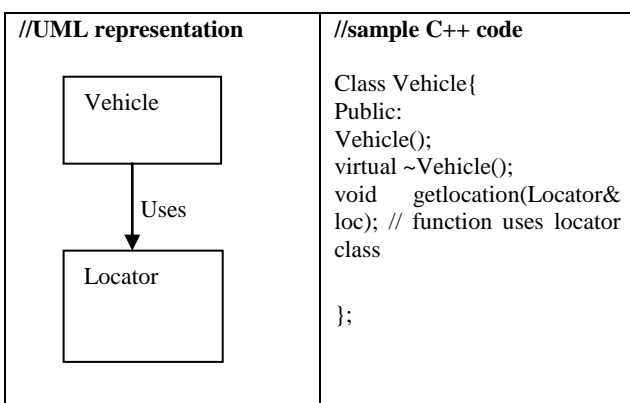 //UML representation
Vehicle
Uses
Locator
//sample C++ code
Class Vehicle{
Public:
Vehicle();
virtual ~Vehicle();
void getlocation(Locator&
loc); // function uses locator
class
};